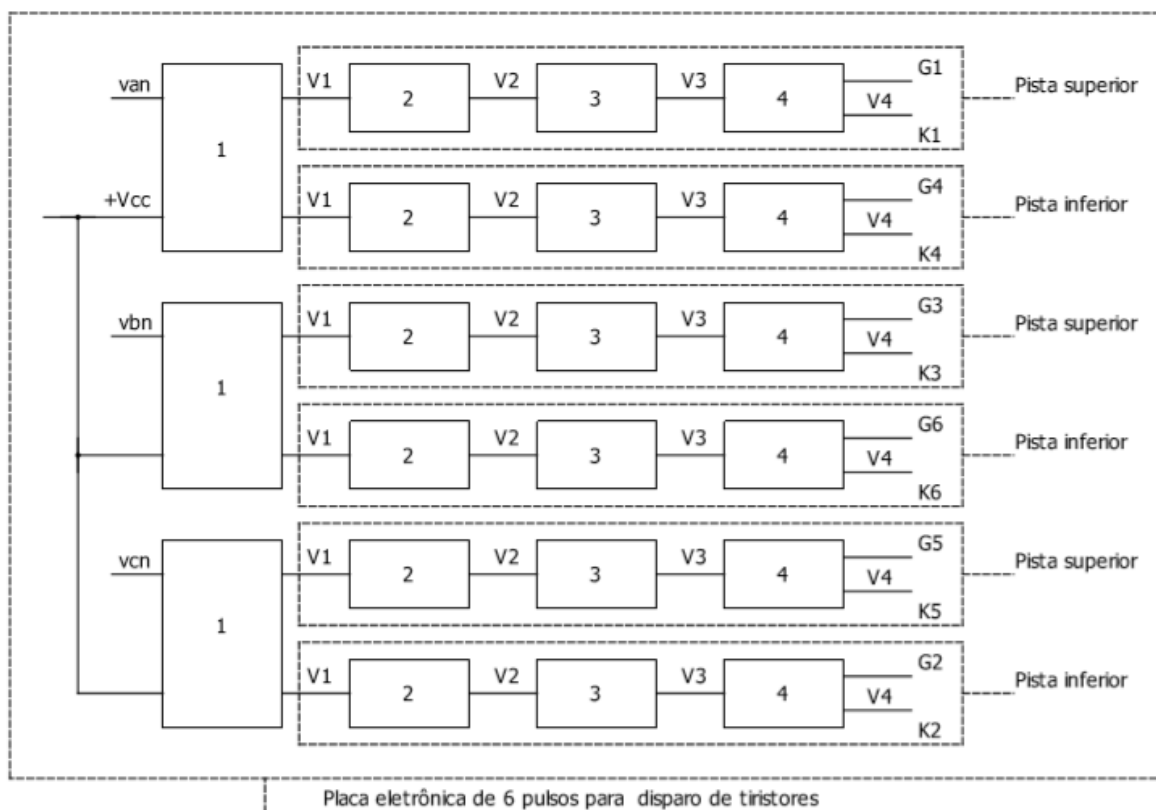 van
+Vcc
1
V1 2 V2 3 V3 4 G1 V4 K1 Pista superior
V1 2 V2 3 V3 4 G4 V4 K4 Pista inferior
vbn
1
V1 2 V2 3 V3 4 G3 V4 K3 Pista superior
V1 2 V2 3 V3 4 G6 V4 K6 Pista inferior
vcn
1
V1 2 V2 3 V3 4 G5 V4 K5 Pista superior
V1 2 V2 3 V3 4 G2 V4 K2 Pista inferior
Placa eletrônica de 6 pulsos para disparo de tiristores